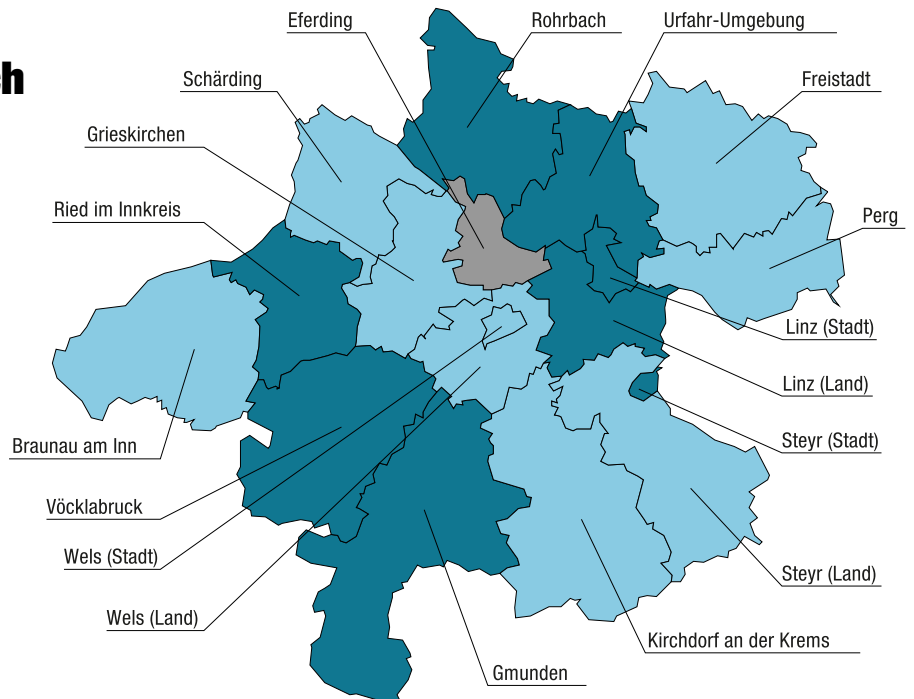 ch
Eferding
Rohrbach
Urfahr-Umgebung
Schärding
Freistadt
Grieskirchen
Ried im Innkreis
Perg
Linz (Stadt)
Linz (Land)
Braunau am Inn
Steyr (Stadt)
Vöcklabruck
Wels (Stadt)
Steyr (Land)
Wels (Land)
Kirchdorf an der Krems
Gmunden